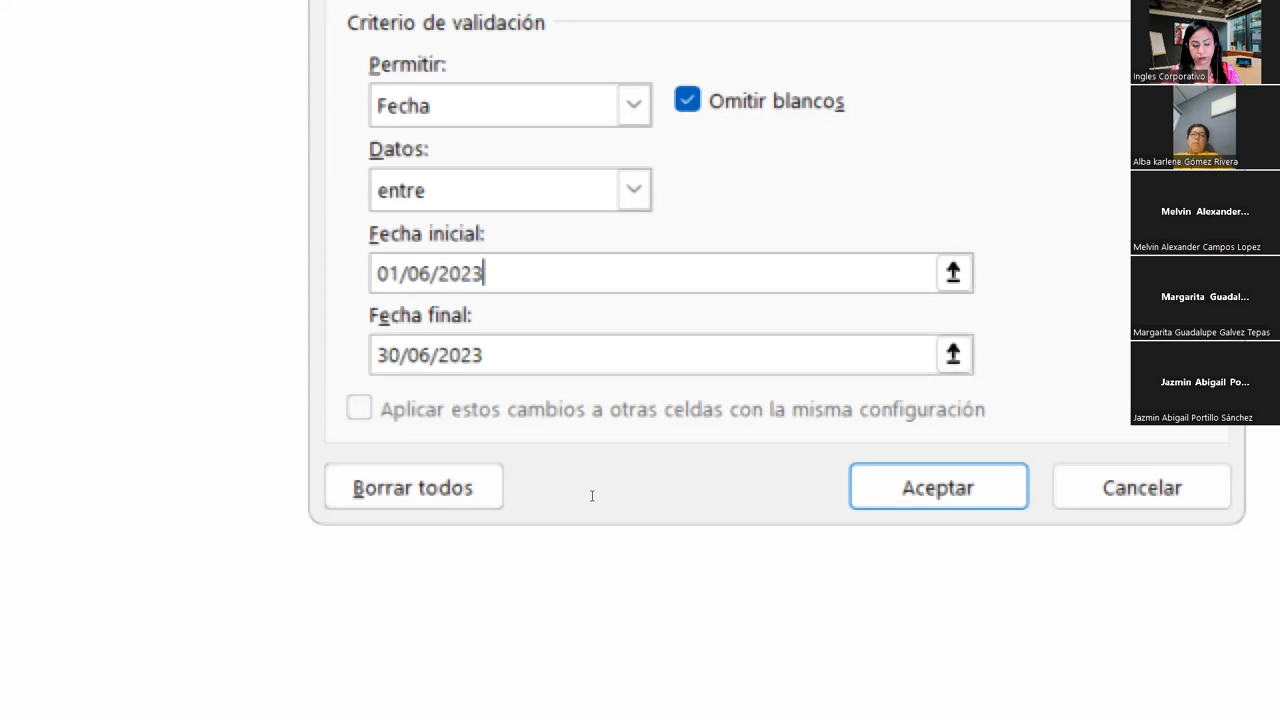 Criterio de validación
Permitir:
Fecha
Omitir blancos
Datos:
entre
Fecha inicial:
01/06/2023
Fecha final:
30/06/2023
Aplicar estos cambios a otras celdas con la misma configuración
Borrar todos
Aceptar
Cancelar
Ingles Corporativo
Alba karlene Gómez Rivera
Melvin Alexander...
Melvin Alexander Campos Lopez
Margarita Guadal...
Margarita Guadalupe Galvez Tepas
Jazmin Abigail Po...
Jazmin Abigail Portillo Sánchez